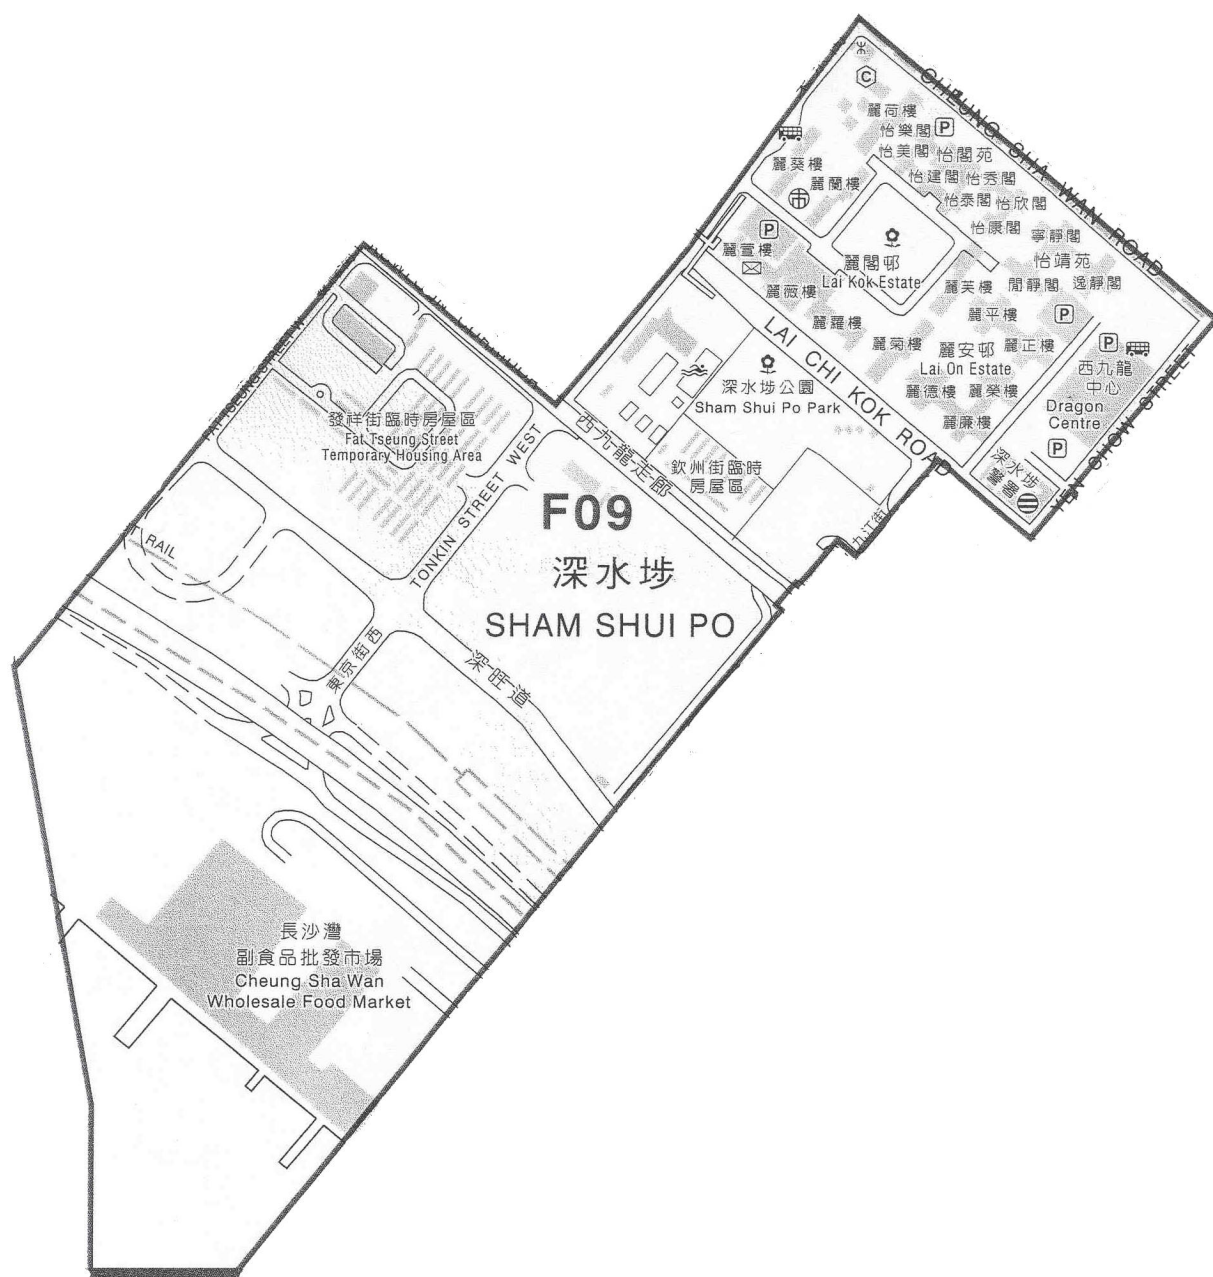 CHEUNG SHA WAN ROAD
C
麗荷樓
怡樂閣
P
怡美閣
怡閣苑
麗葵樓
怡建閣
怡秀閣
麗蘭樓
怡泰閣
怡欣閣
市
怡康閣
寧靜閣
P
麗萱樓
麗閣邨
Lai Kok Estate
怡靖苑
麗芙樓
閒靜閣
逸靜閣
麗薇樓
麗平樓
P
麗羅樓
麗菊樓
麗安邨
Lai On Estate
麗正樓
P
西九龍
中心
Dragon
Centre
麗德樓
麗榮樓
麗廉樓
P
深水埗
警署
YEN CHOW STREET
LAI CHI KOK ROAD
深水埗公園
Sham Shui Po Park
欽州街臨時
房屋區
九江街
西九龍走廊
FAT TSEUNG STREET W
發祥街臨時房屋區
Fat Tseung Street
Temporary Housing Area
TONKIN STREET WEST
F09
深水埗
SHAM SHUI PO
RAIL
東京街西
深旺道
長沙灣
副食品批發市場
Cheung Sha Wan
Wholesale Food Market